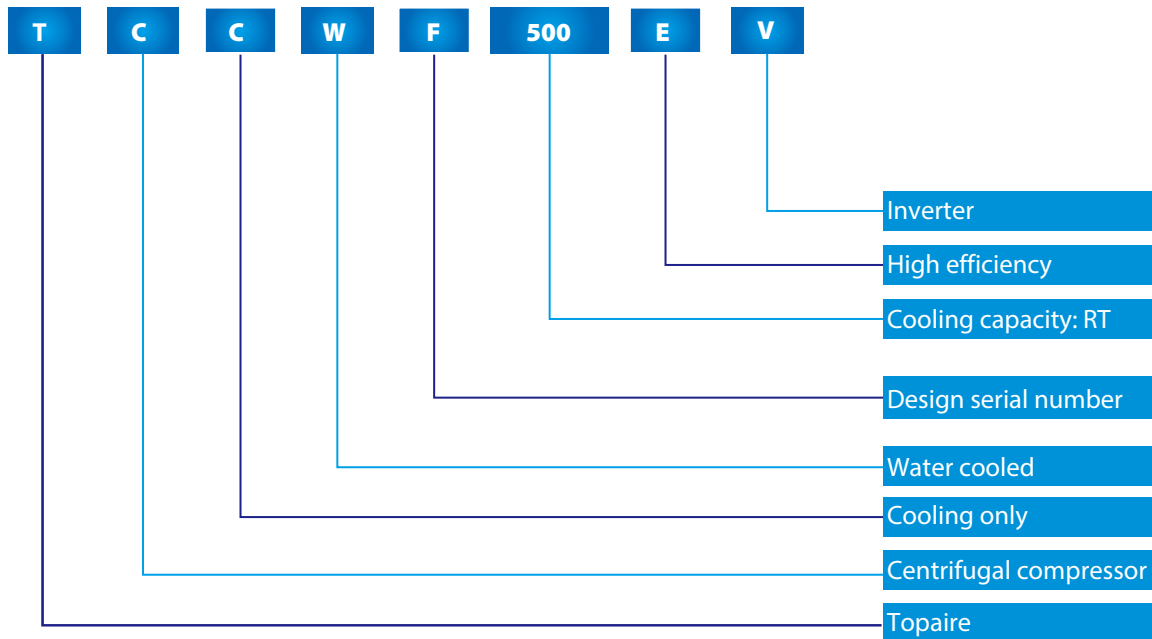 T C C W F 500 E V
Inverter
High efficiency
Cooling capacity: RT
Design serial number
Water cooled
Cooling only
Centrifugal compressor
Topaire